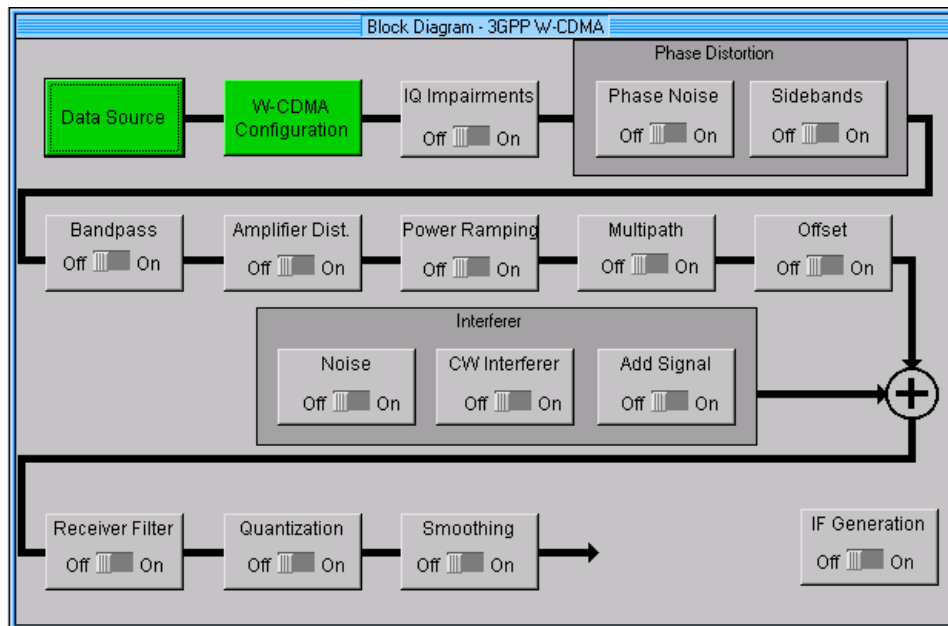 Block Diagram - 3GPP W-CDMA
Phase Distortion
Data Source
W-CDMA
Configuration
IQ Impairments
Off On
Phase Noise
Off On
Sidebands
Off On
Bandpass
Off On
Amplifier Dist.
Off On
Power Ramping
Off On
Multipath
Off On
Offset
Off On
Interferer
Noise
Off On
CW Interferer
Off On
Add Signal
Off On
Receiver Filter
Off On
Quantization
Off On
Smoothing
Off On
IF Generation
Off On